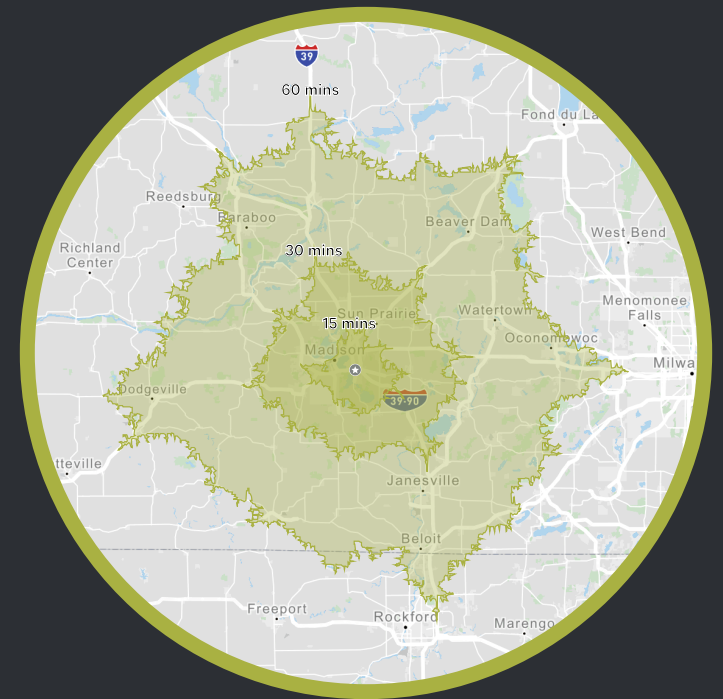 39
60 mins
Fond du La
Reedsburg
Baraboo
Beaver Dam
West Bend
Richland
Center
30 mins
Menomonee
Falls
Sun Prairie
Watertown
15 mins
Oconomowoc
Madison
Milwa
Dodgeville
39-90
tteville
Janesville
Beloit
Freeport
Rockford
Marengo